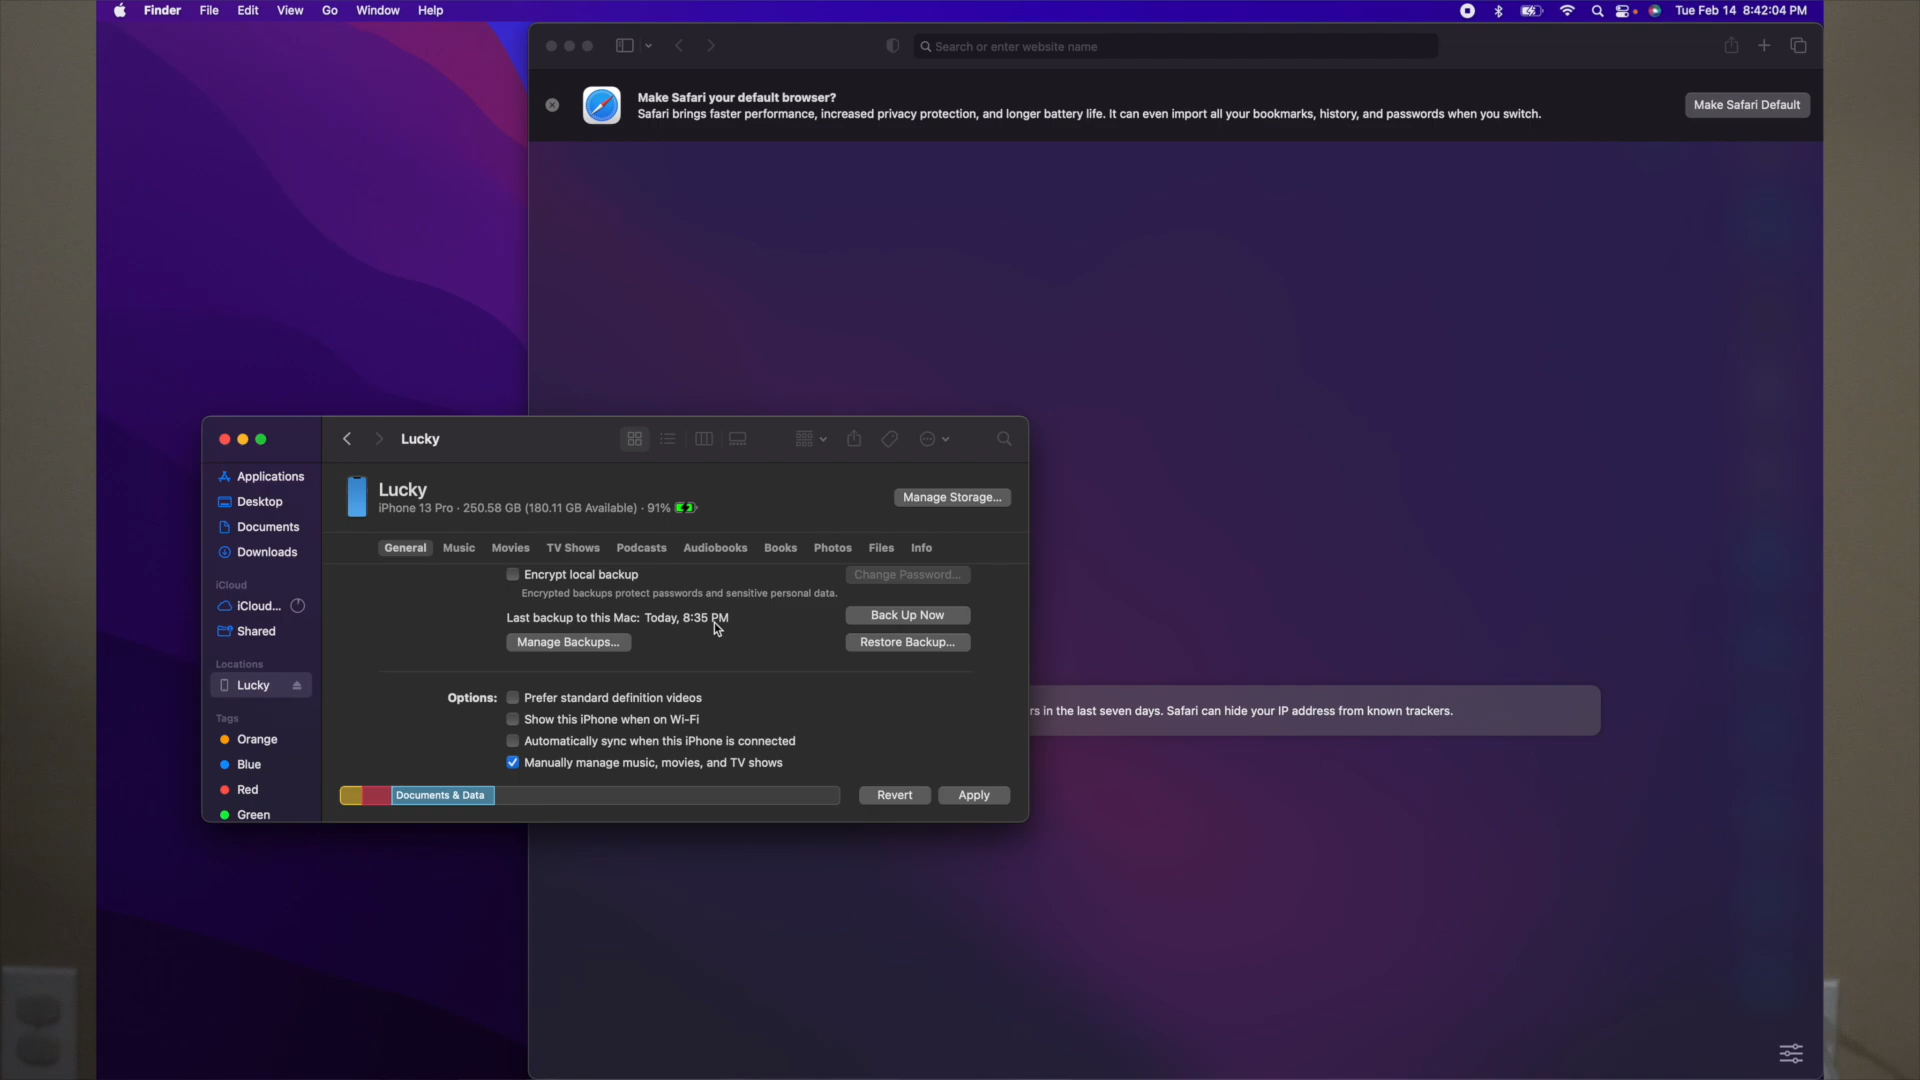 Finder File Edit View Go Window Help
Tue Feb 14 8:42:04 PM
Search or enter website name
Make Safari your default browser?
Safari brings faster performance, increased privacy protection, and longer battery life. It can even import all your bookmarks, history, and passwords when you switch.
Make Safari Default
Lucky
Applications
Desktop
Documents
Downloads
iCloud
iCloud...
Shared
Locations
Lucky
Tags
Orange
Blue
Red
Green
Lucky
iPhone 13 Pro · 250.58 GB (180.11 GB Available) · 91%
Manage Storage...
General Music Movies TV Shows Podcasts Audiobooks Books Photos Files Info
Encrypt local backup
Change Password...
Encrypted backups protect passwords and sensitive personal data.
Last backup to this Mac: Today, 8:35 PM
Back Up Now
Manage Backups...
Restore Backup...
Options: Prefer standard definition videos
Show this iPhone when on Wi-Fi
Automatically sync when this iPhone is connected
Manually manage music, movies, and TV shows
Documents & Data
Revert Apply
rs in the last seven days. Safari can hide your IP address from known trackers.